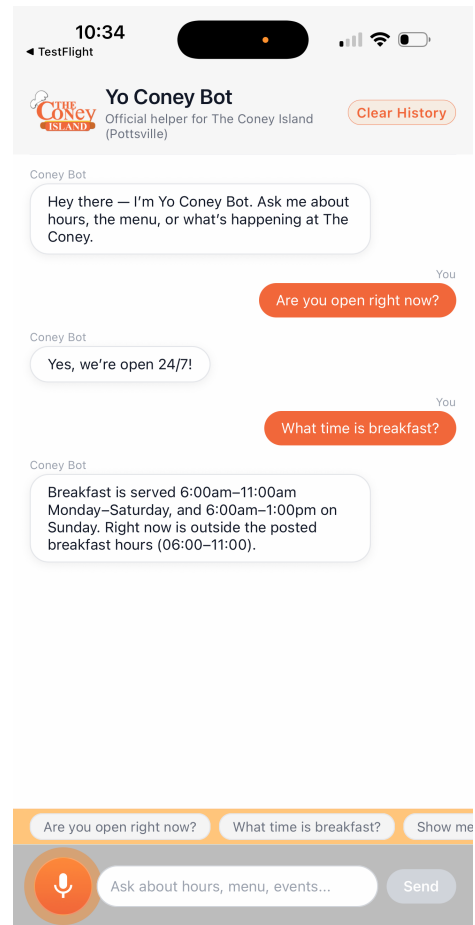 10:34
◀ TestFlight
THE
CONEY
ISLAND
Yo Coney Bot
Official helper for The Coney Island
(Pottsville)
Clear History
Coney Bot
Hey there — I’m Yo Coney Bot. Ask me about
hours, the menu, or what’s happening at The
Coney.
You
Are you open right now?
Coney Bot
Yes, we’re open 24/7!
You
What time is breakfast?
Coney Bot
Breakfast is served 6:00am–11:00am
Monday–Saturday, and 6:00am–1:00pm on
Sunday. Right now is outside the posted
breakfast hours (06:00–11:00).
Are you open right now?
What time is breakfast?
Show me
Ask about hours, menu, events...
Send